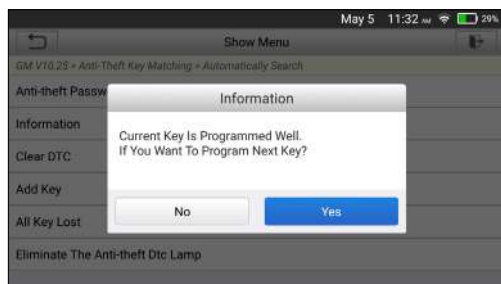 May 5 11:32 29%
Show Menu
GM V10.25 > Anti-Theft Key Matching > Automatically Search
Anti-theft Passw
Information
Information
Current Key Is Programmed Well.
If You Want To Program Next Key?
Clear DTC
Add Key
No Yes
All Key Lost
Eliminate The Anti-theft Dtc Lamp